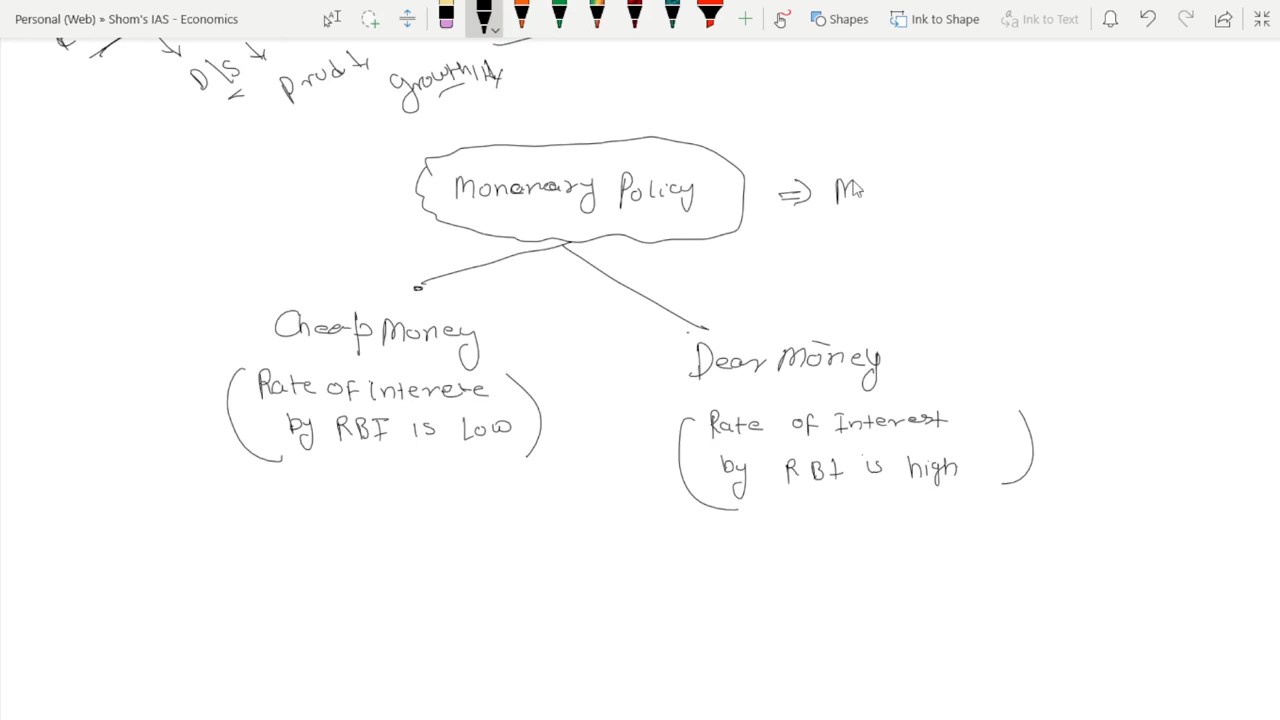 Personal (Web) » Shom's IAS - Economics
Shapes
Ink to Shape
Ink to Text
D/S
Prod
Growth
Monenary Policy ⇒ M
Cheap Money
(Rate of Interete
by RBI is Low)
Dear Money
(Rate of Interest
by RBI is high)